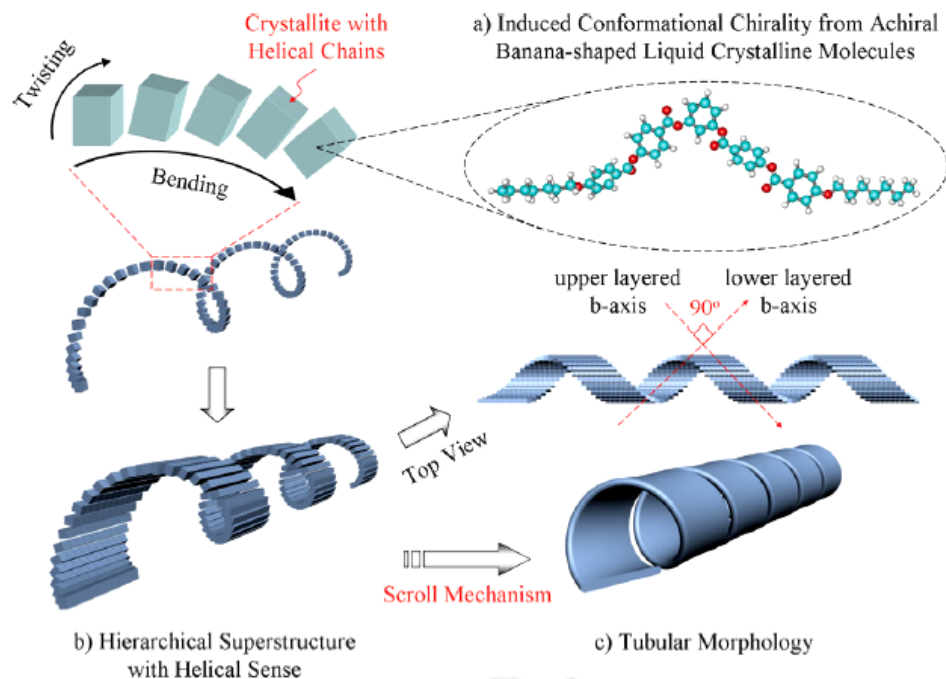 Crystallite with
Helical Chains
a) Induced Conformational Chirality from Achiral
Banana-shaped Liquid Crystalline Molecules
Twisting
Bending
upper layered
b-axis
lower layered
b-axis
90°
Top View
Scroll Mechanism
b) Hierarchical Superstructure
with Helical Sense
c) Tubular Morphology